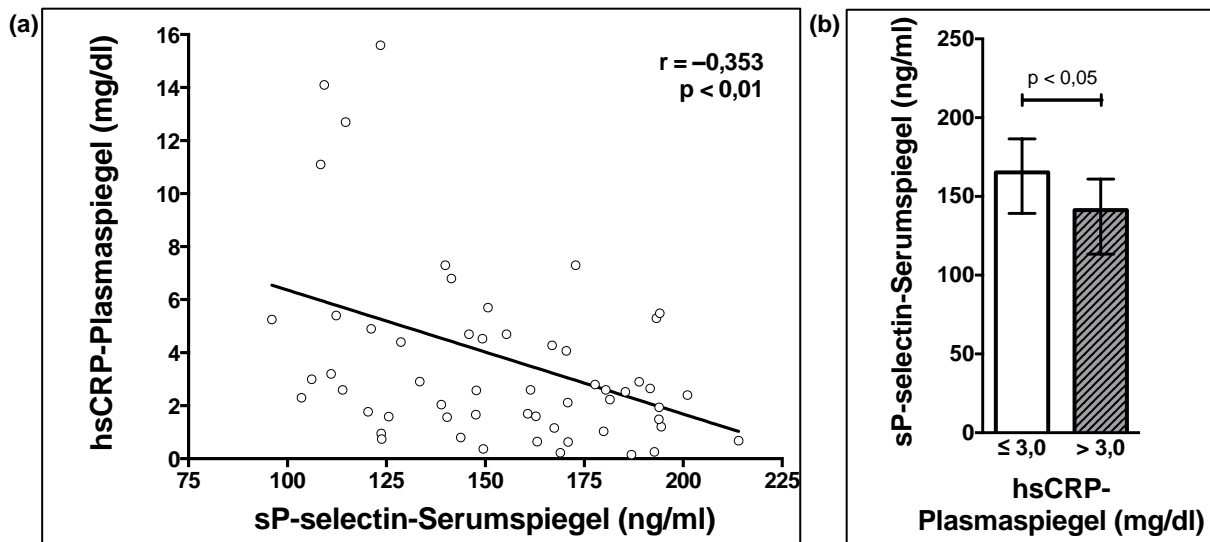 (a)
hsCRP-Plasmaspiegel (mg/dl)
16
14
12
10
8
6
4
2
0
r = –0,353
p < 0,01
75
100
125
150
175
200
225
sP-selectin-Serumspiegel (ng/ml)
(b)
sP-selectin-Serumspiegel (ng/ml)
250
200
150
100
50
0
p < 0,05
≤ 3,0
> 3,0
hsCRP-
Plasmaspiegel (mg/dl)